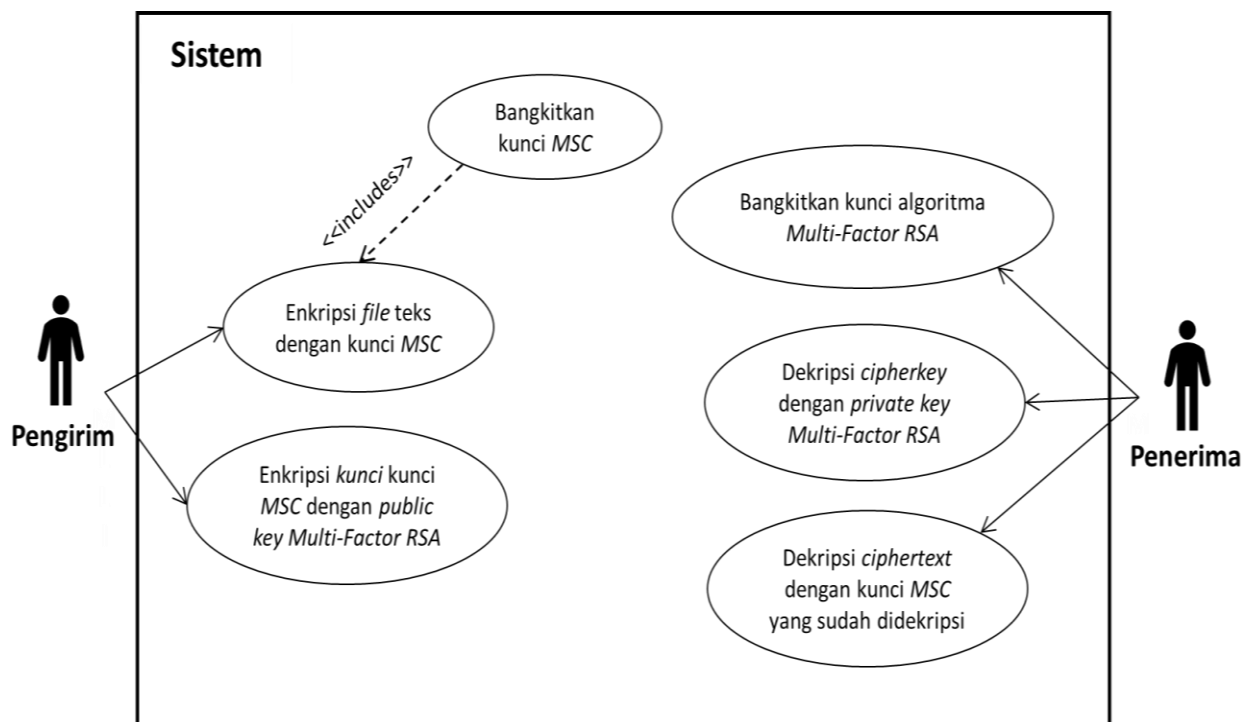 Sistem
Bangkitkan
kunci MSC
<<includes>>
Bangkitkan kunci algoritma
Multi-Factor RSA
Enkripsi file teks
dengan kunci MSC
Dekripsi cipherkey
dengan private key
Multi-Factor RSA
Pengirim
Penerima
Enkripsi kunci kunci
MSC dengan public
key Multi-Factor RSA
Dekripsi ciphertext
dengan kunci MSC
yang sudah didekripsi